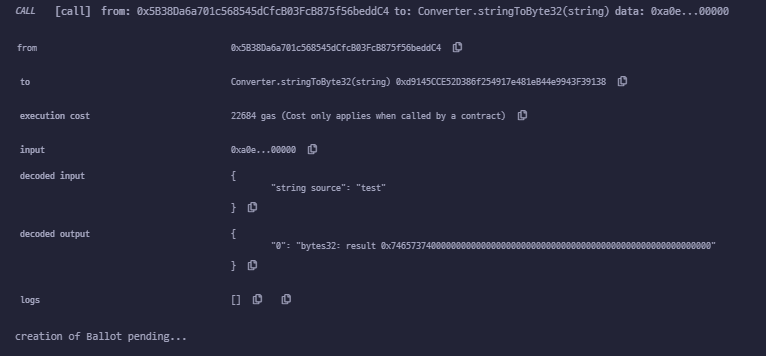 CALL [call] from: 0x5B38Da6a701c568545dCfcB03FcB875f56beddC4 to: Converter.stringToByte32(string) data: 0xa0e...00000
from 0x5B38Da6a701c568545dCfcB03FcB875f56beddC4
to Converter.stringToByte32(string) 0xd9145CCE52D386f254917e481eB44e9943F39138
execution cost 22684 gas (Cost only applies when called by a contract)
input 0xa0e...00000
decoded input {
"string source": "test"
}
decoded output {
"0": "bytes32: result 0x7465737400000000000000000000000000000000000000000000000000000000"
}
logs []
creation of Ballot pending...